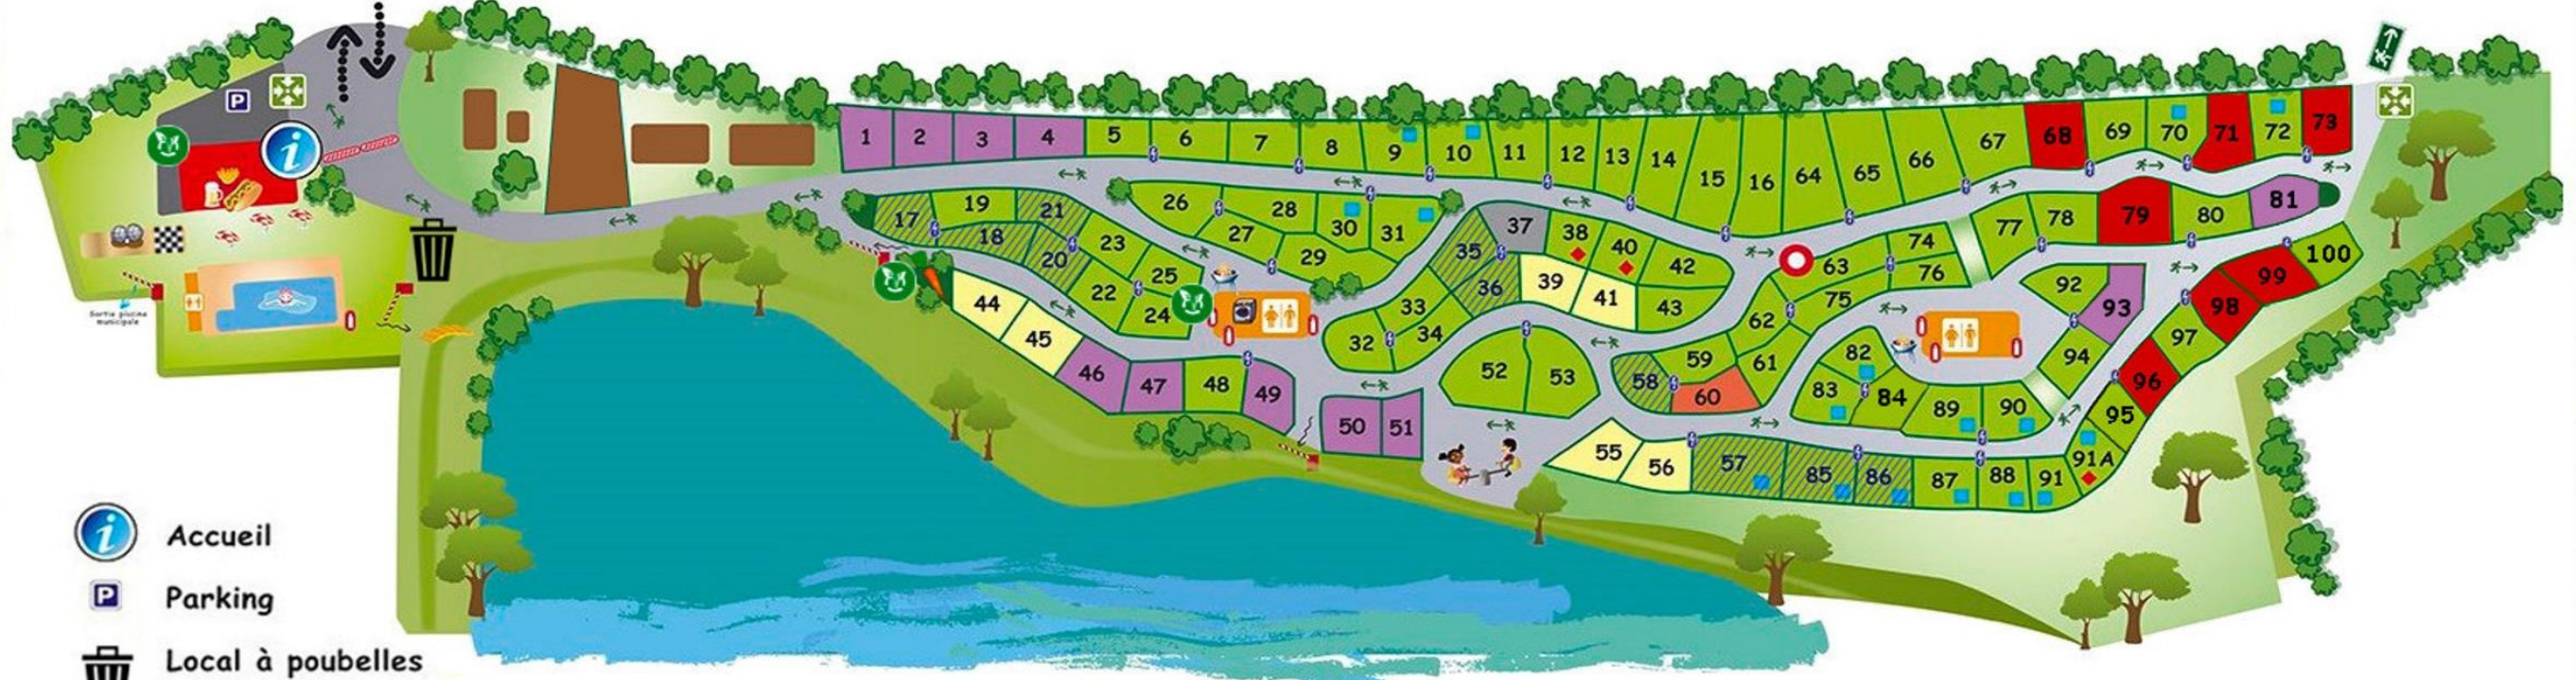 P
i
1 2 3 4 5 6 7 8 9 10 11 12 13 14 15 16 64 65 66 67 68 69 70 71 72 73
17 19 21 26 28 30 31 37 38 40 42 63 74 77 78 79 80 81
18 20 23 25 27 29 35 36 39 41 43 62 75 76 92 93 99 100
22 24 33 34 32 59 61 82 94 97 98
44 45 46 47 48 49 52 53 58 60 83 84 89 90 95 96
50 51 55 56 57 85 86 87 88 91 91A
Sortie piscine
municipale
i Accueil
P Parking
Local à poubelles